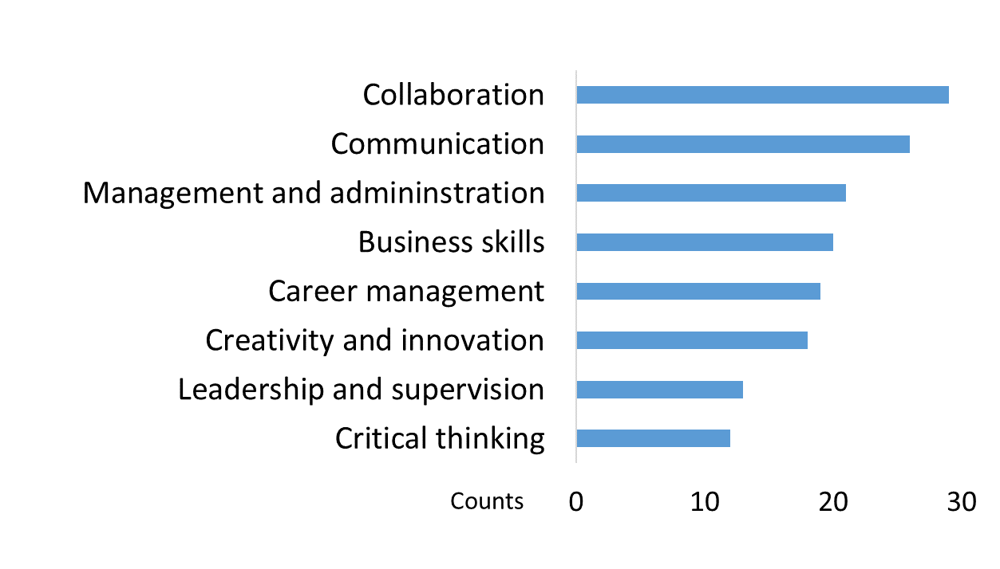 Collaboration
Communication
Management and admininstration
Business skills
Career management
Creativity and innovation
Leadership and supervision
Critical thinking
Counts 0 10 20 30